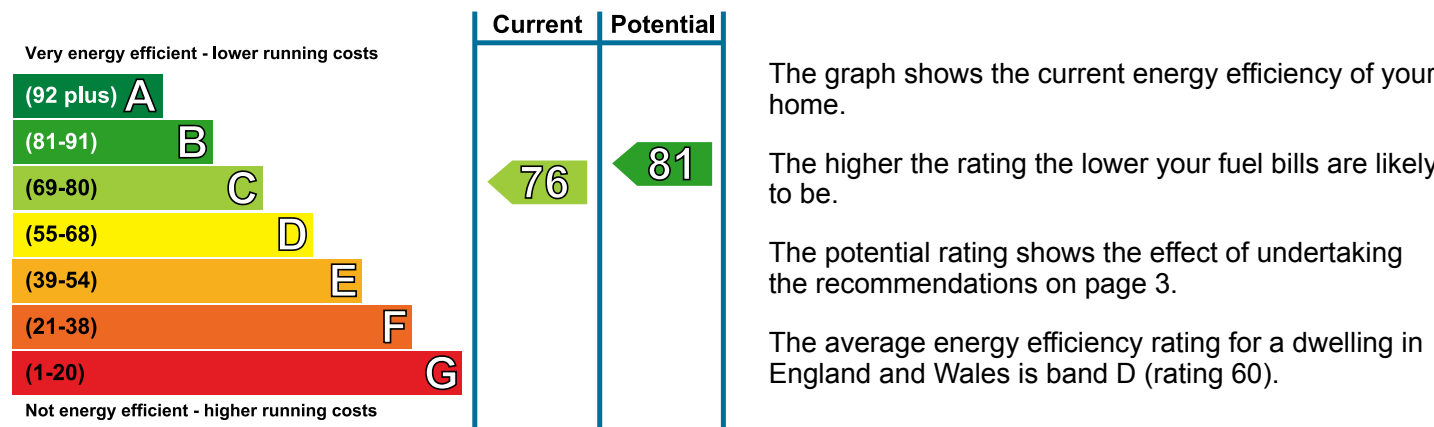 Current Potential
Very energy efficient - lower running costs
(92 plus) A
(81-91) B
(69-80) C
(55-68) D
(39-54) E
(21-38) F
(1-20) G
Not energy efficient - higher running costs
76
81
The graph shows the current energy efficiency of your
home.
The higher the rating the lower your fuel bills are likely
to be.
The potential rating shows the effect of undertaking
the recommendations on page 3.
The average energy efficiency rating for a dwelling in
England and Wales is band D (rating 60).